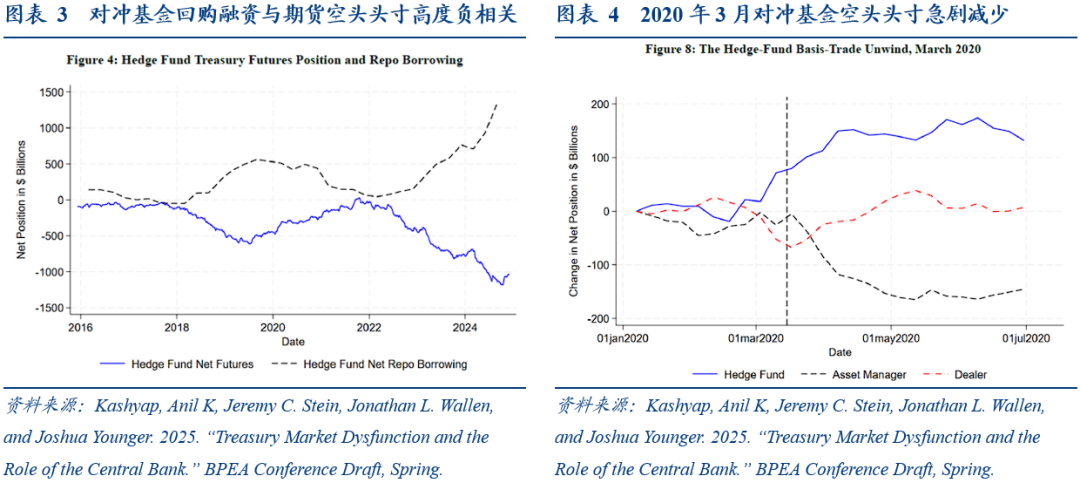 图表 3 对冲基金回购融资与期货空头头寸高度负相关
Figure 4: Hedge Fund Treasury Futures Position and Repo Borrowing
Net Position in $ Billions
1500
1000
500
0
-500
-1000
-1500
2016
2018
2020
2022
2024
Date
Hedge Fund Net Futures
Hedge Fund Net Repo Borrowing
资料来源：Kashyap, Anil K, Jeremy C. Stein, Jonathan L. Wallen,
and Joshua Younger. 2025. “Treasury Market Dysfunction and the
Role of the Central Bank.” BPEA Conference Draft, Spring.
图表 4 2020 年 3 月对冲基金空头头寸急剧减少
Figure 8: The Hedge-Fund Basis-Trade Unwind, March 2020
Change in Net Position in $ Billions
200
100
0
-100
-200
01jan2020
01mar2020
01may2020
01jul2020
Date
Hedge Fund
Asset Manager
Dealer
资料来源：Kashyap, Anil K, Jeremy C. Stein, Jonathan L. Wallen,
and Joshua Younger. 2025. “Treasury Market Dysfunction and the
Role of the Central Bank.” BPEA Conference Draft, Spring.